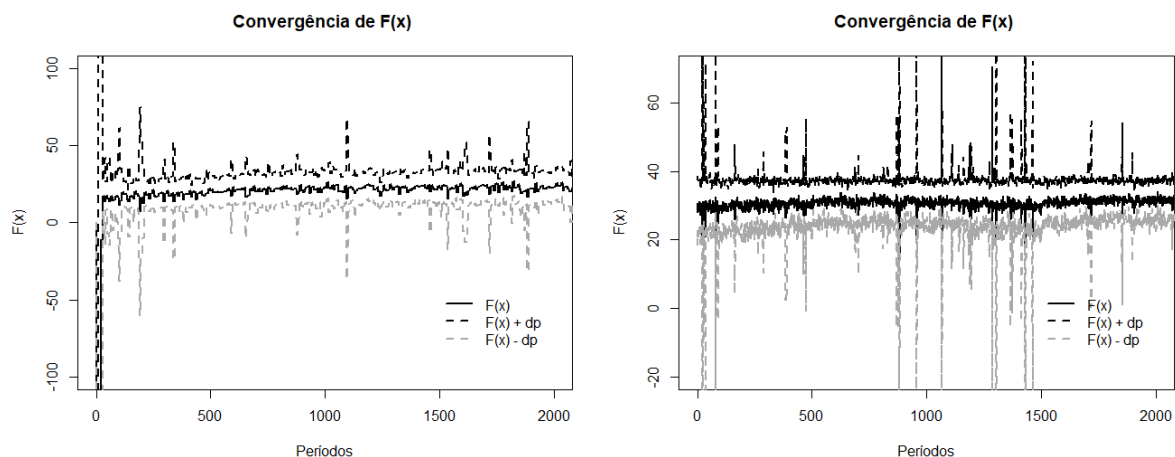 Convergência de F(x)
F(x)
100
50
0
-50
-100
0
500
1000
1500
2000
Períodos
F(x)
F(x) + dp
F(x) - dp
Convergência de F(x)
F(x)
60
40
20
0
-20
0
500
1000
1500
2000
Períodos
F(x)
F(x) + dp
F(x) - dp